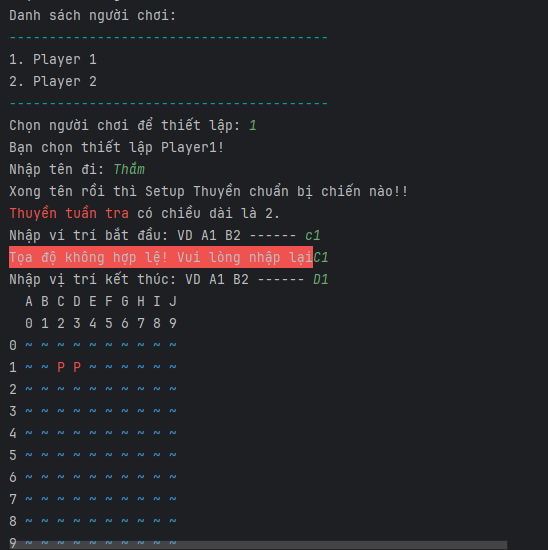 Danh sách người chơi:
----------------------------------------
1. Player 1
2. Player 2
----------------------------------------
Chọn người chơi để thiết lập: 1
Bạn chọn thiết lập Player1!
Nhập tên đi: Thắm
Xong tên rồi thì Setup Thuyền chuẩn bị chiến nào!!
Thuyền tuần tra có chiều dài là 2.
Nhập ví trí bắt đầu: VD A1 B2 ------ c1
Tọa độ không hợp lệ! Vui lòng nhập lạiC1
Nhập vị trí kết thúc: VD A1 B2 ------ D1
A B C D E F G H I J
0 1 2 3 4 5 6 7 8 9
0 ~ ~ ~ ~ ~ ~ ~ ~ ~ ~
1 ~ ~ P P ~ ~ ~ ~ ~ ~
2 ~ ~ ~ ~ ~ ~ ~ ~ ~ ~
3 ~ ~ ~ ~ ~ ~ ~ ~ ~ ~
4 ~ ~ ~ ~ ~ ~ ~ ~ ~ ~
5 ~ ~ ~ ~ ~ ~ ~ ~ ~ ~
6 ~ ~ ~ ~ ~ ~ ~ ~ ~ ~
7 ~ ~ ~ ~ ~ ~ ~ ~ ~ ~
8 ~ ~ ~ ~ ~ ~ ~ ~ ~ ~
9 ~ ~ ~ ~ ~ ~ ~ ~ ~ ~